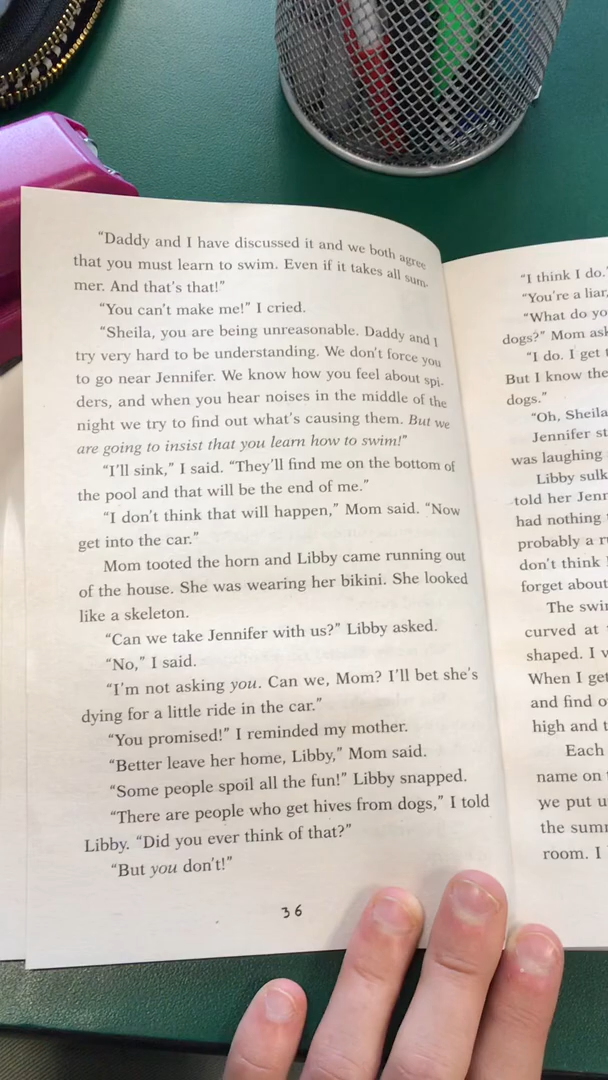 “Daddy and I have discussed it and we both agree
that you must learn to swim. Even if it takes all sum-
mer. And that’s that!”
“You can’t make me!” I cried.
“Sheila, you are being unreasonable. Daddy and I
try very hard to be understanding. We don’t force you
to go near Jennifer. We know how you feel about spi-
ders, and when you hear noises in the middle of the
night we try to find out what’s causing them. But we
are going to insist that you learn how to swim!”
“I’ll sink,” I said. “They’ll find me on the bottom of
the pool and that will be the end of me.”
“I don’t think that will happen,” Mom said. “Now
get into the car.”
Mom tooted the horn and Libby came running out
of the house. She was wearing her bikini. She looked
like a skeleton.
“Can we take Jennifer with us?” Libby asked.
“No,” I said.
“I’m not asking you. Can we, Mom? I’ll bet she’s
dying for a little ride in the car.”
“You promised!” I reminded my mother.
“Better leave her home, Libby,” Mom said.
“Some people spoil all the fun!” Libby snapped.
“There are people who get hives from dogs,” I told
Libby. “Did you ever think of that?”
“But you don’t!”
36
“I think I do.”
“You’re a liar,
“What do yo
dogs?” Mom ask
“I do. I get
But I know the
dogs.”
“Oh, Sheila
Jennifer st
was laughing
Libby sulk
told her Jenn
had nothing
probably a r
don’t think
forget about
The swi
curved at
shaped. I v
When I get
and find o
high and t
Each
name on
we put u
the sum
room. I